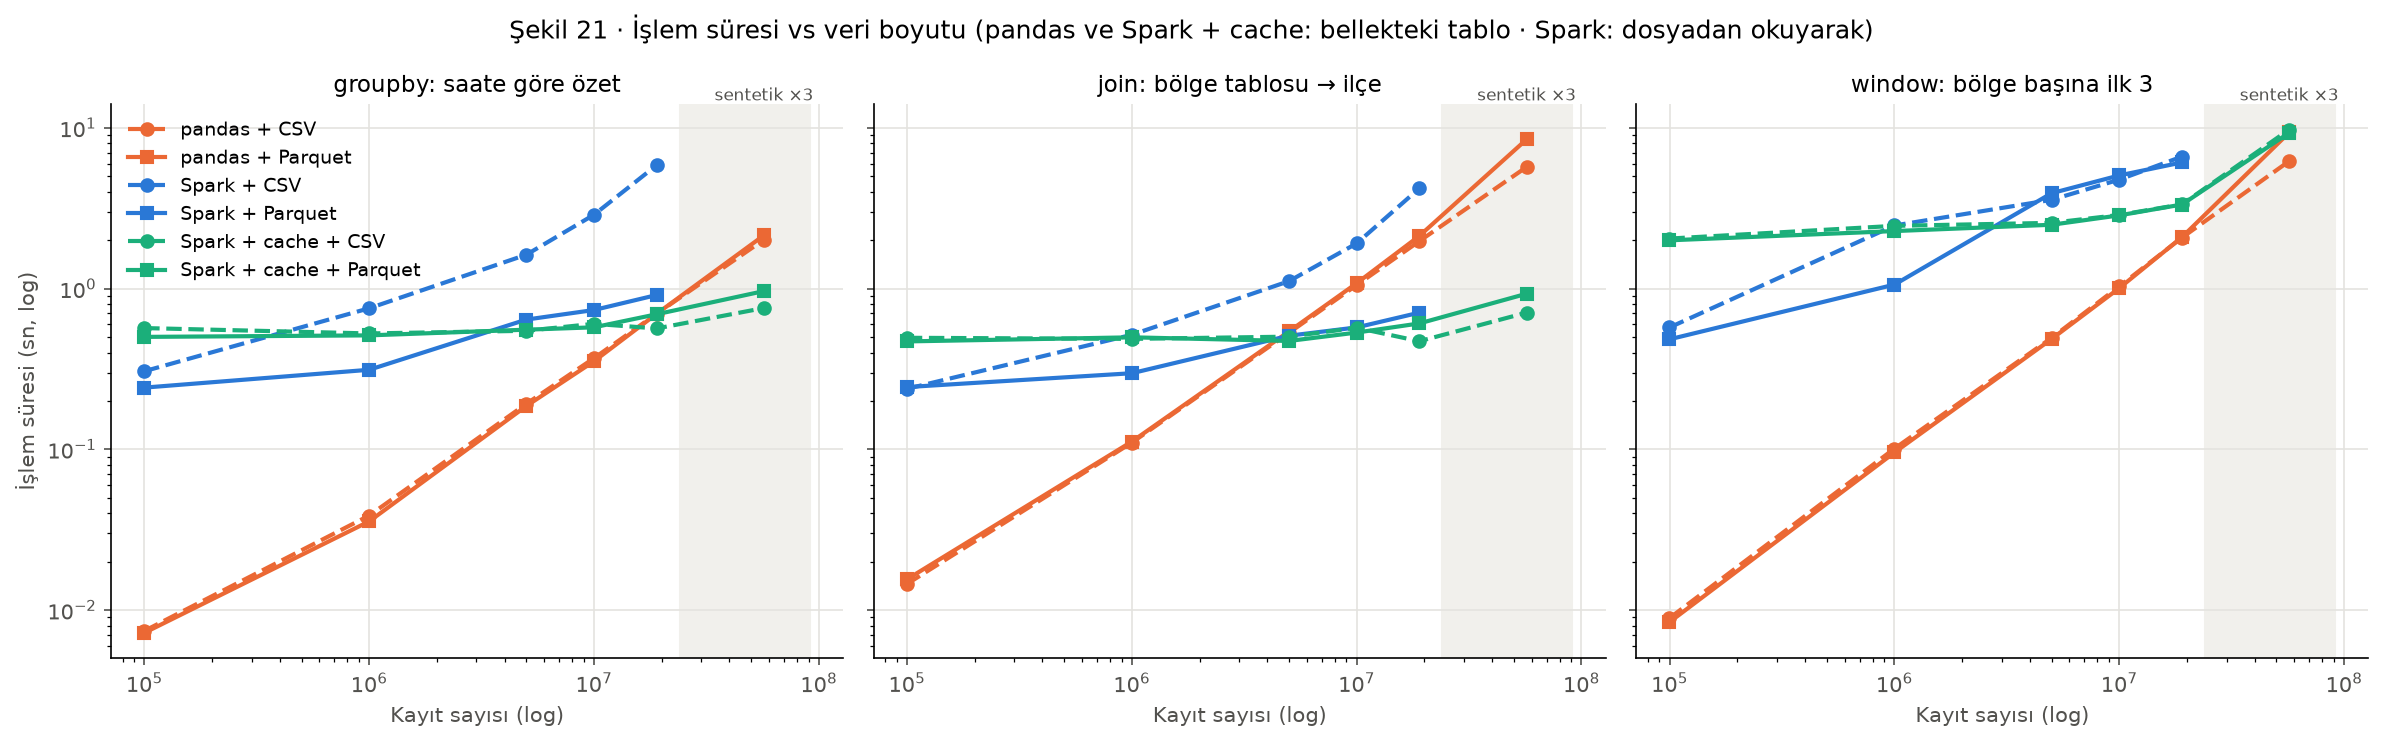 Şekil 21 · İşlem süresi vs veri boyutu (pandas ve Spark + cache: bellekteki tablo · Spark: dosyadan okuyarak)
groupby: saate göre özet
sentetik ×3
pandas + CSV
pandas + Parquet
Spark + CSV
Spark + Parquet
Spark + cache + CSV
Spark + cache + Parquet
İşlem süresi (sn, log)
10¹
10⁰
10⁻¹
10⁻²
10⁵ 10⁶ 10⁷ 10⁸
Kayıt sayısı (log)
join: bölge tablosu → ilçe
sentetik ×3
10⁵ 10⁶ 10⁷ 10⁸
Kayıt sayısı (log)
window: bölge başına ilk 3
sentetik ×3
10⁵ 10⁶ 10⁷ 10⁸
Kayıt sayısı (log)